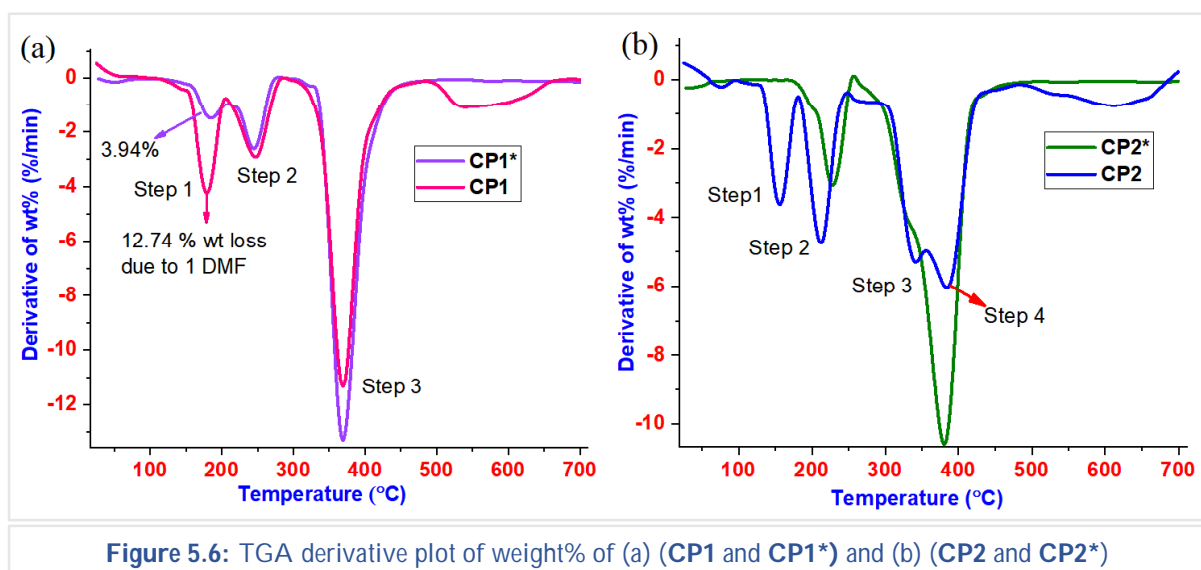 (a)
0
-2
-4
-6
-8
-10
-12
Derivative of wt% (%/min)
3.94%
Step 1
Step 2
12.74 % wt loss
due to 1 DMF
CP1*
CP1
Step 3
100 200 300 400 500 600 700
Temperature (°C)
(b)
0
-2
-4
-6
-8
-10
Derivative of wt% (%/min)
CP2*
CP2
Step1
Step 2
Step 3
Step 4
100 200 300 400 500 600 700
Temperature (°C)
Figure 5.6: TGA derivative plot of weight% of (a) (CP1 and CP1*) and (b) (CP2 and CP2*)